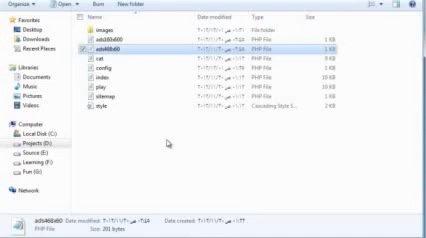 Organize Open Burn New folder
Favorites
Desktop
Downloads
Recent Places
Libraries
Documents
Music
Pictures
Videos
Computer
Local Disk (C:)
Projects (D:)
Source (E:)
Learning (F:)
Fun (G:)
Network
Name Date modified Type Size
images File folder
ads160x600 PHP File 1 KB
ads468x60 PHP File 1 KB
cat PHP File 9 KB
config PHP File 1 KB
index PHP File 10 KB
play PHP File 10 KB
sitemap PHP File 1 KB
style Cascading Style S...
ads468x60 Date modified: Date created:
PHP File Size: 201 bytes